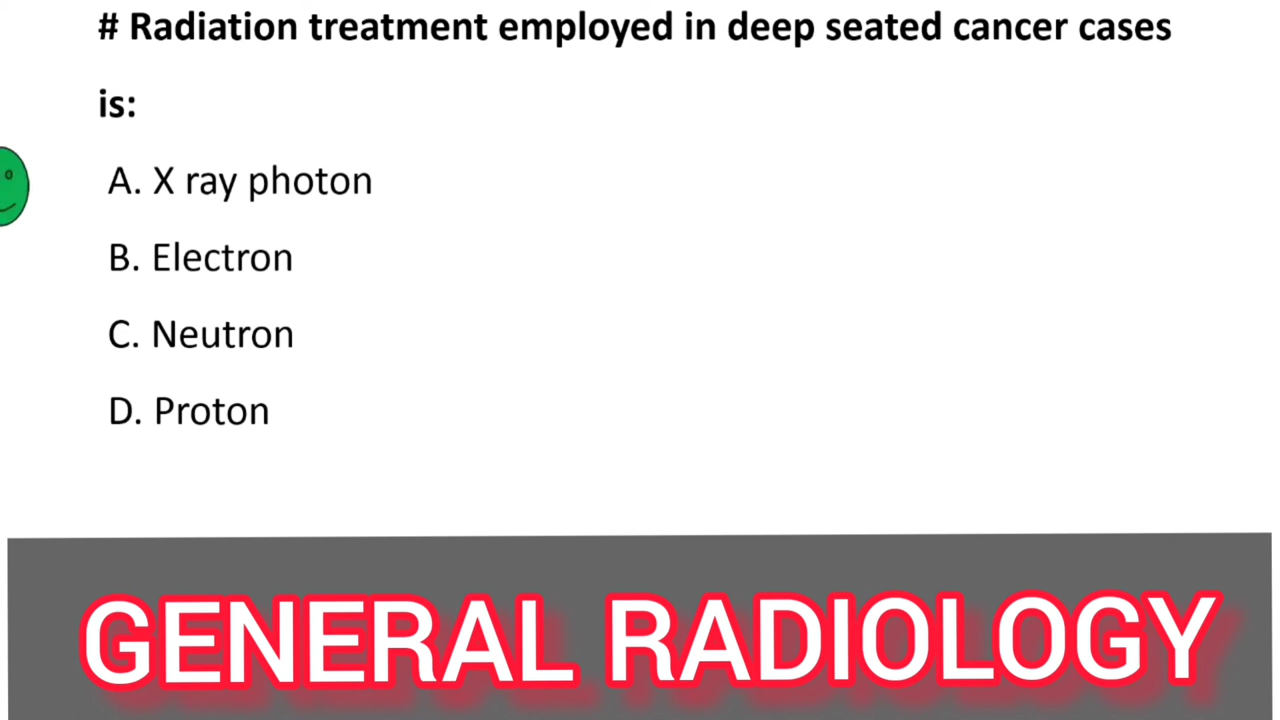 # Radiation treatment employed in deep seated cancer cases
is:
A. X ray photon
B. Electron
C. Neutron
D. Proton
GENERAL RADIOLOGY